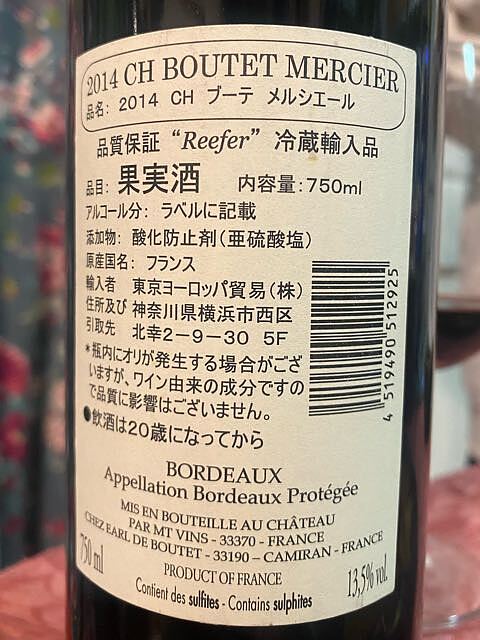 2014 CH BOUTET MERCIER
品名: 2014 CH ブーテ メルシエール
品質保証 “Reefer” 冷蔵輸入品
品目: 果実酒 内容量:750ml
アルコール分: ラベルに記載
添加物: 酸化防止剤(亜硫酸塩)
原産国名: フランス
輸入者 東京ヨーロッパ貿易(株)
住所及び 神奈川県横浜市西区
引取先 北幸2-9-30 5F
*瓶内にオリが発生する場合がござ
いますが、ワイン由来の成分ですの
で品質に影響はございません。
●飲酒は20歳になってから
4 519490 512925
BORDEAUX
Appellation Bordeaux Protégée
MIS EN BOUTEILLE AU CHÂTEAU
PAR MT VINS - 33370 - FRANCE
CHEZ EARL DE BOUTET - 33190 – CAMIRAN - FRANCE
750 ml
PRODUCT OF FRANCE
13,5% vol.
Contient des sulfites - Contains sulphites